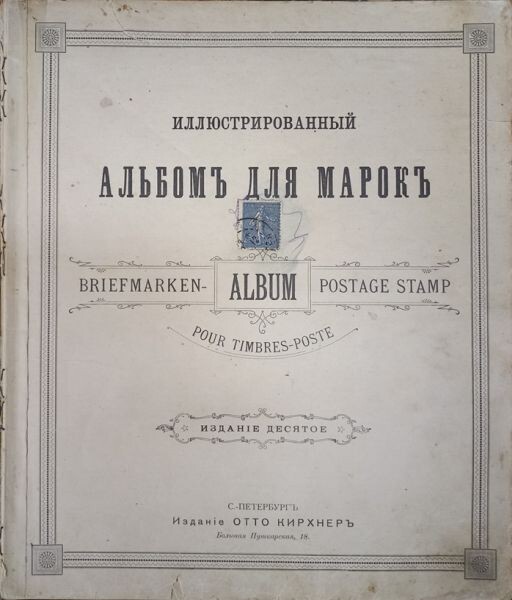 ИЛЛЮСТРИРОВАННЫЙ
АЛЬБОМЪ ДЛЯ МАРОКЪ
BRIEFMARKEN- ALBUM POSTAGE STAMP
POUR TIMBRES-POSTE
ИЗДАНІЕ ДЕСЯТОЕ
С.-ПЕТЕРБУРГЪ
Изданіе ОТТО КИРХНЕРЪ
Большая Пушкарская, 18.